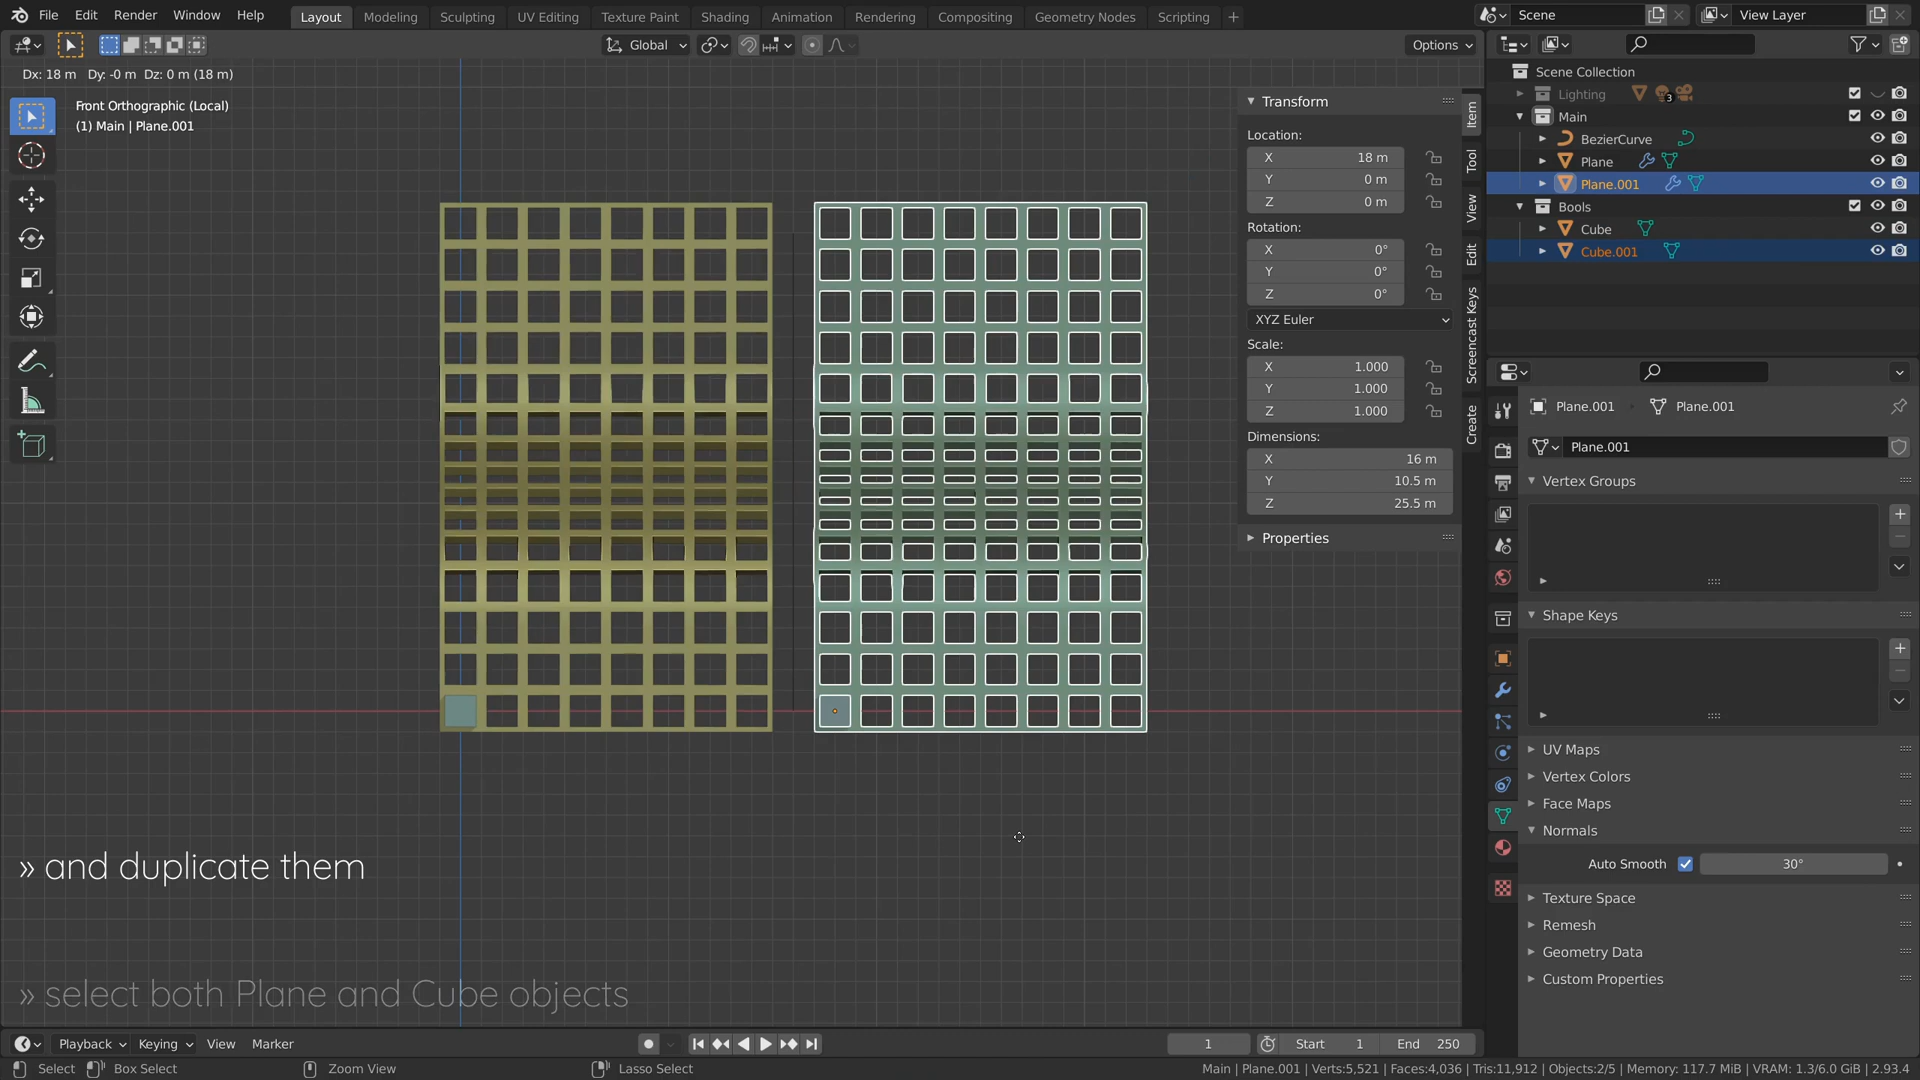 File Edit Render Window Help Layout Modeling Sculpting UV Editing Texture Paint Shading Animation Rendering Compositing Geometry Nodes Scripting + Scene View Layer
Global Options
Dx: 18 m Dy: -0 m Dz: 0 m (18 m)
Front Orthographic (Local)
(1) Main | Plane.001
Transform
Location:
X 18 m
Y 0 m
Z 0 m
Rotation:
X 0°
Y 0°
Z 0°
XYZ Euler
Scale:
X 1.000
Y 1.000
Z 1.000
Dimensions:
X 16 m
Y 10.5 m
Z 25.5 m
Properties
Item
Tool
View
Edit
Screencast Keys
Create
Scene Collection
Lighting 3
Main
BezierCurve
Plane
Plane.001
Bools
Cube
Cube.001
Plane.001 Plane.001
Plane.001
Vertex Groups
Shape Keys
UV Maps
Vertex Colors
Face Maps
Normals
Auto Smooth 30°
Texture Space
Remesh
Geometry Data
Custom Properties
» and duplicate them
» select both Plane and Cube objects
Playback Keying View Marker 1 Start 1 End 250
Select Box Select Zoom View Lasso Select Main | Plane.001 | Verts:5,521 | Faces:4,036 | Tris:11,912 | Objects:2/5 | Memory: 117.7 MiB | VRAM: 1.3/6.0 GiB | 2.93.4